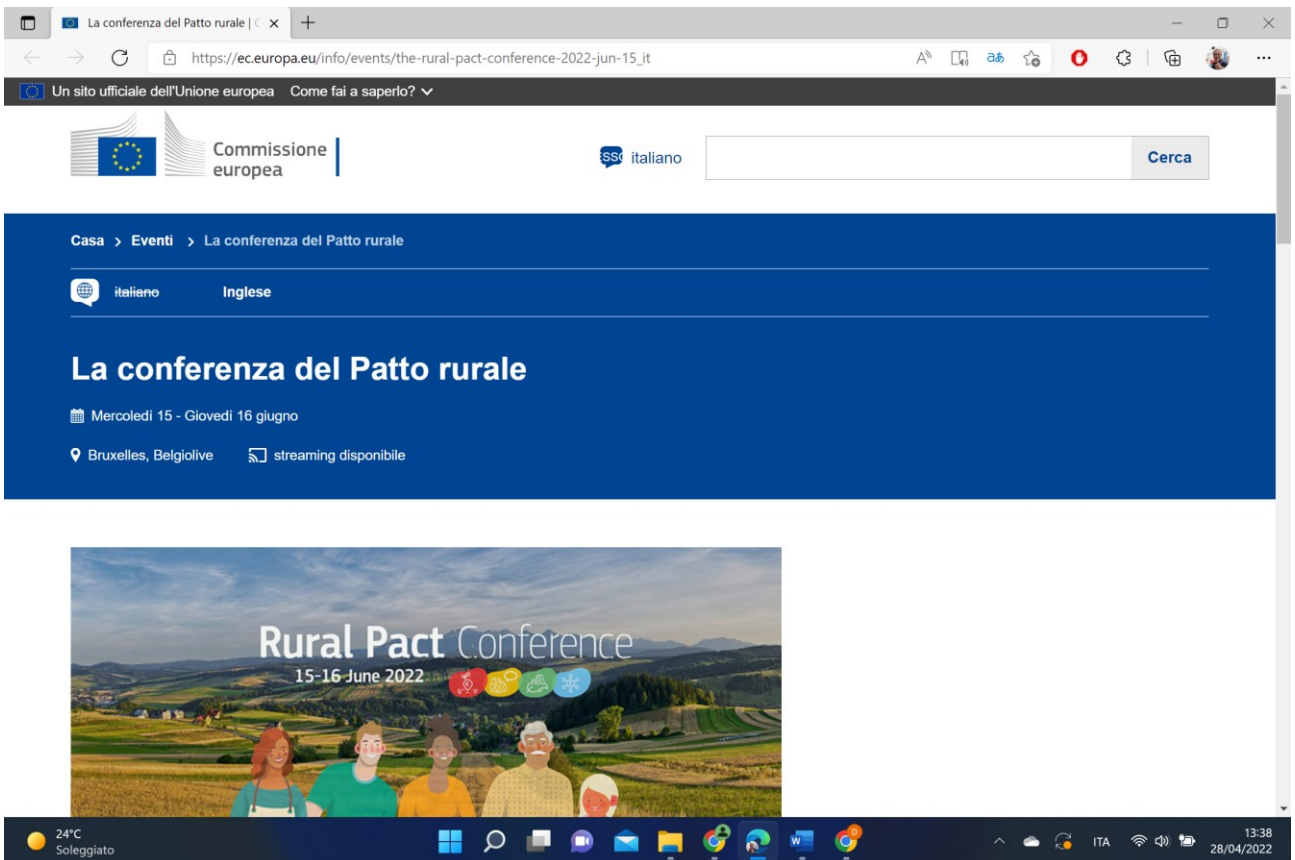 La conferenza del Patto rurale | C
https://ec.europa.eu/info/events/the-rural-pact-conference-2022-jun-15_it
Un sito ufficiale dell'Unione europea Come fai a saperlo?
Commissione
europea
esso italiano
Cerca
Casa > Eventi > La conferenza del Patto rurale
italiano Inglese
La conferenza del Patto rurale
Mercoledì 15 - Giovedì 16 giugno
Bruxelles, Belgiolive streaming disponibile
Rural Pact Conference
15-16 June 2022
24°C
Soleggiato
ITA
13:38
28/04/2022